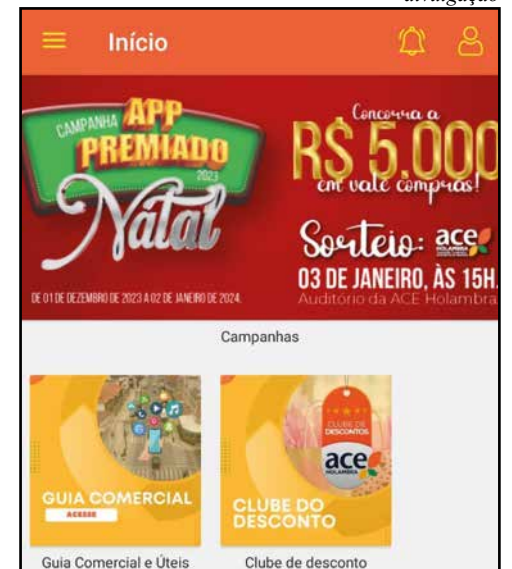 divulgação
Início
CAMPANHA APP
PREMIADO
2023
Natal
DE 01 DE DEZEMBRO DE 2023 A 02 DE JANEIRO DE 2024.
Concorra a
R$ 5.000
em vale compras!
Sorteio: ace
HOLAMBRA
03 DE JANEIRO, ÀS 15H.
Auditório da ACE Holambra
Campanhas
GUIA COMERCIAL
ACESSE
Guia Comercial e Úteis
CLUBE DE
DESCONTOS
ace
HOLAMBRA
CLUBE DO
DESCONTO
Clube de desconto